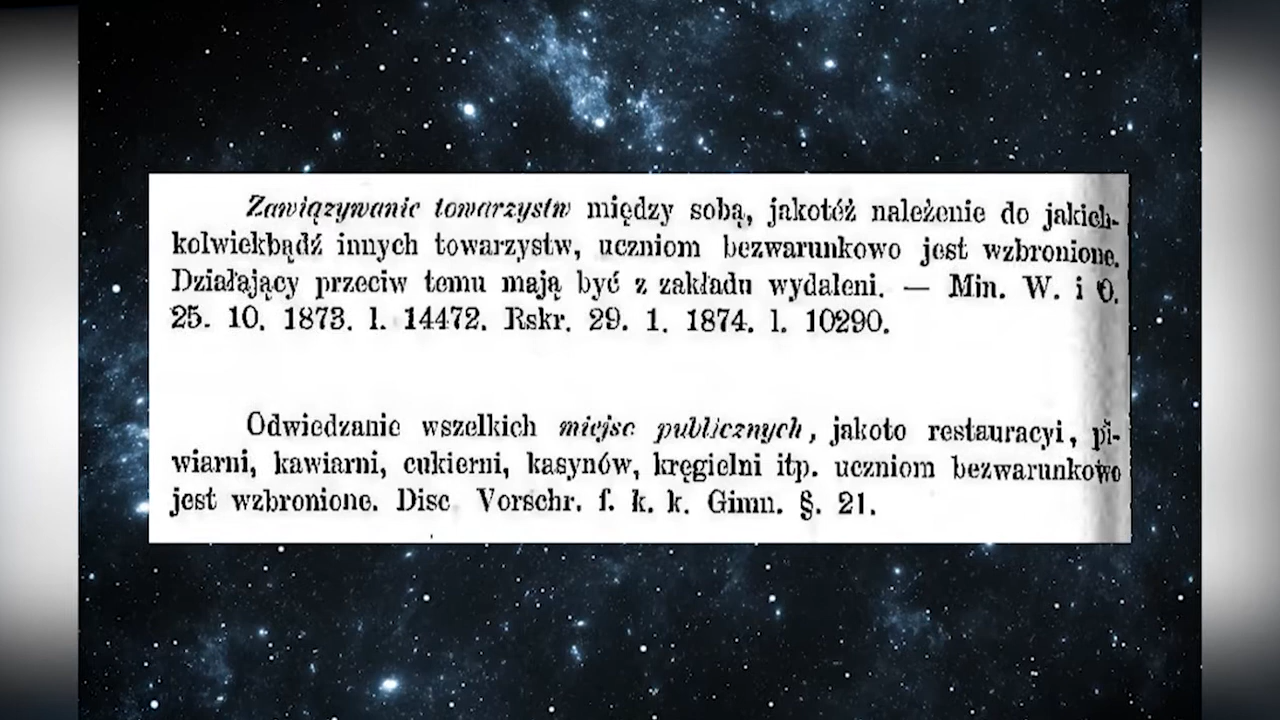 Zawiązywanie towarzystw między sobą, jakotéż należenie do jakich-
kolwiekbądź innych towarzystw, uczniom bezwarunkowo jest wzbronione.
Działający przeciw temu mają być z zakładu wydaleni. — Min. W. i O.
25. 10. 1873. l. 14472. Rskr. 29. 1. 1874. l. 10290.
Odwiedzanie wszelkich miejsc publicznych, jakoto restauracyi, pi-
wiarni, kawiarni, cukierni, kasynów, kręgielni itp. uczniom bezwarunkowo
jest wzbronione. Disc Vorschr. f. k. k. Gimn. §. 21.